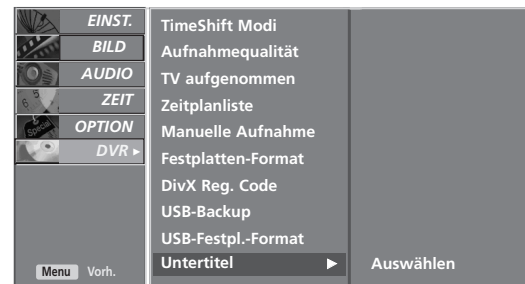 EINST.
BILD
AUDIO
ZEIT
OPTION
DVR ►
Menu Vorh.
TimeShift Modi
Aufnahmequalität
TV aufgenommen
Zeitplanliste
Manuelle Aufnahme
Festplatten-Format
DivX Reg. Code
USB-Backup
USB-Festpl.-Format
Untertitel ►
Auswählen